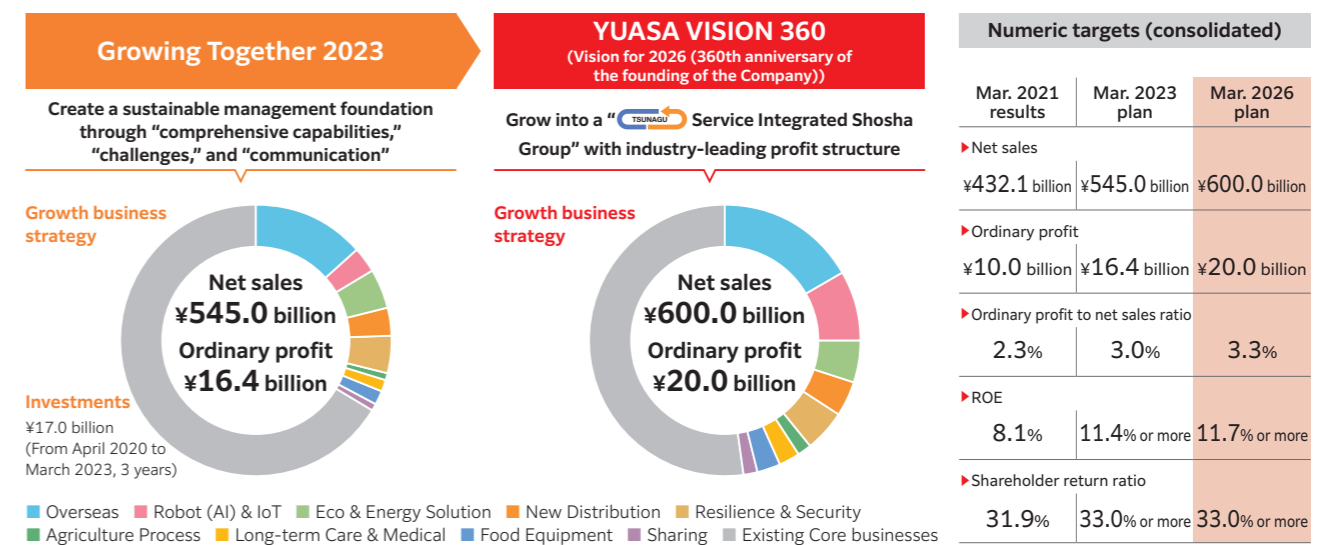 Growing Together 2023
Create a sustainable management foundation
through “comprehensive capabilities,”
“challenges,” and “communication”
Growth business
strategy
Net sales
¥545.0 billion
Ordinary profit
¥16.4 billion
Investments
¥17.0 billion
(From April 2020 to
March 2023, 3 years)
YUASA VISION 360
(Vision for 2026 (360th anniversary of
the founding of the Company))
Grow into a “TSUNAGU Service Integrated Shosha
Group” with industry-leading profit structure
Growth business
strategy
Net sales
¥600.0 billion
Ordinary profit
¥20.0 billion
Overseas Robot (AI) & IoT Eco & Energy Solution New Distribution Resilience & Security
Agriculture Process Long-term Care & Medical Food Equipment Sharing Existing Core businesses
Numeric targets (consolidated)
Mar. 2021 Mar. 2023 Mar. 2026
results plan plan
Net sales
¥432.1 billion ¥545.0 billion ¥600.0 billion
Ordinary profit
¥10.0 billion ¥16.4 billion ¥20.0 billion
Ordinary profit to net sales ratio
2.3% 3.0% 3.3%
ROE
8.1% 11.4% or more 11.7% or more
Shareholder return ratio
31.9% 33.0% or more 33.0% or more